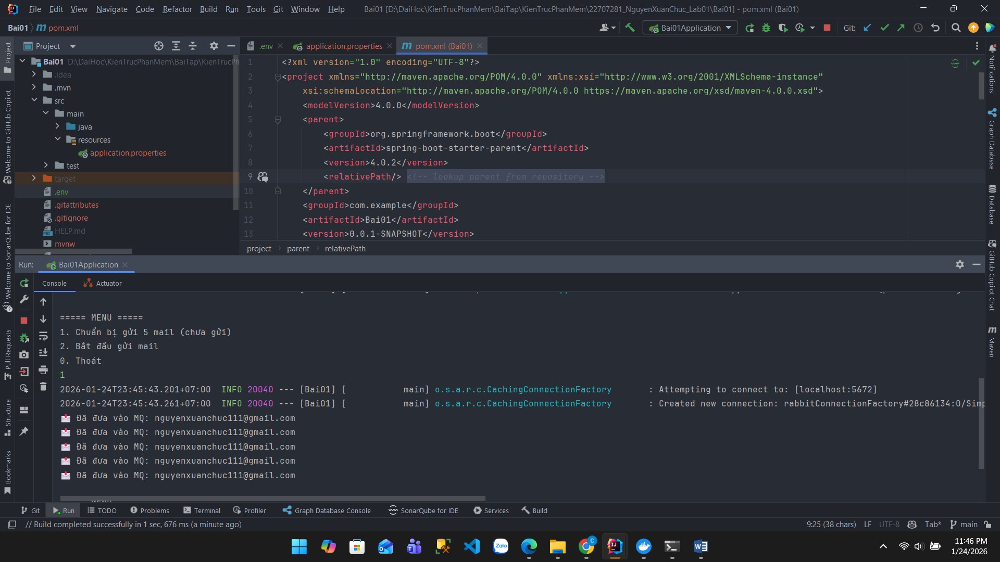 File Edit View Navigate Code Refactor Build Run Tools Git Window Help Bai01 [D:\DaiHoc\KienTrucPhanMem\BaiTap\KienTrucPhanMem\22707281_NguyenXuanChuc_Lab01\Bai01] - pom.xml (Bai01)
Bai01 pom.xml Bai01Application Git:
Project
.env application.properties pom.xml (Bai01)
Bai01 D:\DaiHoc\KienTrucPhanMem\BaiTap\KienTrucPh
.idea
.mvn
src
main
java
resources
application.properties
test
target
.env
.gitattributes
.gitignore
HELP.md
mvnw
1 <?xml version="1.0" encoding="UTF-8"?>
2 <project xmlns="http://maven.apache.org/POM/4.0.0" xmlns:xsi="http://www.w3.org/2001/XMLSchema-instance"
3 xsi:schemaLocation="http://maven.apache.org/POM/4.0.0 https://maven.apache.org/xsd/maven-4.0.0.xsd">
4 <modelVersion>4.0.0</modelVersion>
5 <parent>
6 <groupId>org.springframework.boot</groupId>
7 <artifactId>spring-boot-starter-parent</artifactId>
8 <version>4.0.2</version>
9 <relativePath/> <!-- lookup parent from repository -->
10 </parent>
11 <groupId>com.example</groupId>
12 <artifactId>Bai01</artifactId>
13 <version>0.0.1-SNAPSHOT</version>
project parent relativePath
Project
Welcome to GitHub Copilot
Welcome to SonarQube for IDE
Pull Requests
Structure
Bookmarks
Notifications
Graph Database
Database
GitHub Copilot Chat
Maven
Run: Bai01Application
Console Actuator
===== MENU =====
1. Chuẩn bị gửi 5 mail (chưa gửi)
2. Bắt đầu gửi mail
0. Thoát
1
2026-01-24T23:45:43.201+07:00 INFO 20040 --- [Bai01] [ main] o.s.a.r.c.CachingConnectionFactory : Attempting to connect to: [localhost:5672]
2026-01-24T23:45:43.261+07:00 INFO 20040 --- [Bai01] [ main] o.s.a.r.c.CachingConnectionFactory : Created new connection: rabbitConnectionFactory#28c86134:0/Simp
Đã đưa vào MQ: nguyenxuanchuc111@gmail.com
Đã đưa vào MQ: nguyenxuanchuc111@gmail.com
Đã đưa vào MQ: nguyenxuanchuc111@gmail.com
Đã đưa vào MQ: nguyenxuanchuc111@gmail.com
Đã đưa vào MQ: nguyenxuanchuc111@gmail.com
Git Run TODO Problems Terminal Profiler Graph Database Console SonarQube for IDE Services Build
// Build completed successfully in 1 sec, 676 ms (a minute ago) 9:25 (38 chars) LF UTF-8 Tab* main
Zalo
11:46 PM
1/24/2026